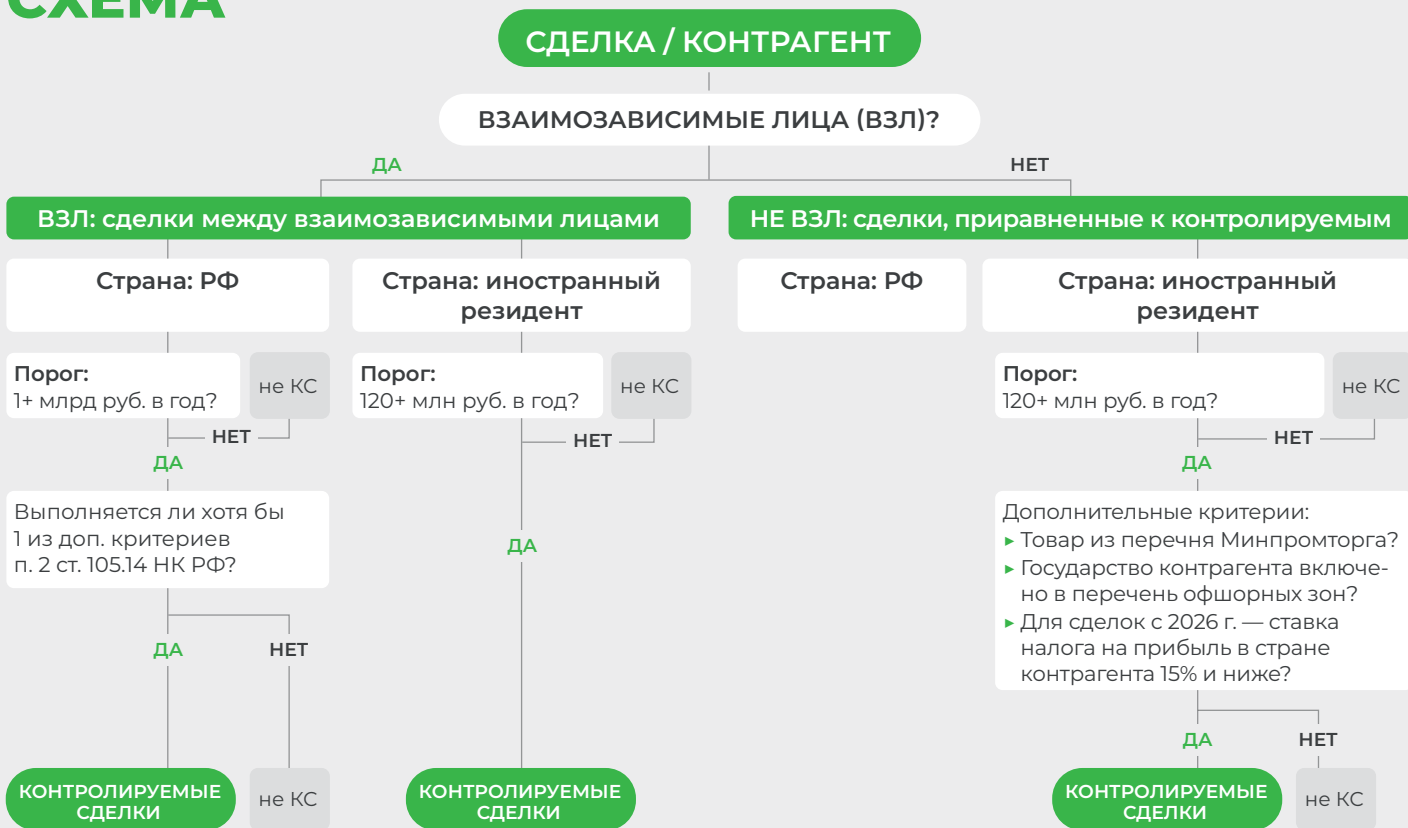 СХЕМА
СДЕЛКА / КОНТРАГЕНТ
ВЗАИМОЗАВИСИМЫЕ ЛИЦА (ВЗЛ)?
ДА
НЕТ
ВЗЛ: сделки между взаимозависимыми лицами
НЕ ВЗЛ: сделки, приравненные к контролируемым
Страна: РФ
Страна: иностранный
резидент
Страна: РФ
Страна: иностранный
резидент
Порог:
1+ млрд руб. в год?
не КС
Порог:
120+ млн руб. в год?
не КС
Порог:
120+ млн руб. в год?
не КС
НЕТ
НЕТ
НЕТ
ДА
ДА
Выполняется ли хотя бы
1 из доп. критериев
п. 2 ст. 105.14 НК РФ?
ДА
Дополнительные критерии:
▸ Товар из перечня Минпромторга?
▸ Государство контрагента включе-
но в перечень офшорных зон?
▸ Для сделок с 2026 г. — ставка
налога на прибыль в стране
контрагента 15% и ниже?
ДА
НЕТ
ДА
НЕТ
КОНТРОЛИРУЕМЫЕ
СДЕЛКИ
не КС
КОНТРОЛИРУЕМЫЕ
СДЕЛКИ
КОНТРОЛИРУЕМЫЕ
СДЕЛКИ
не КС